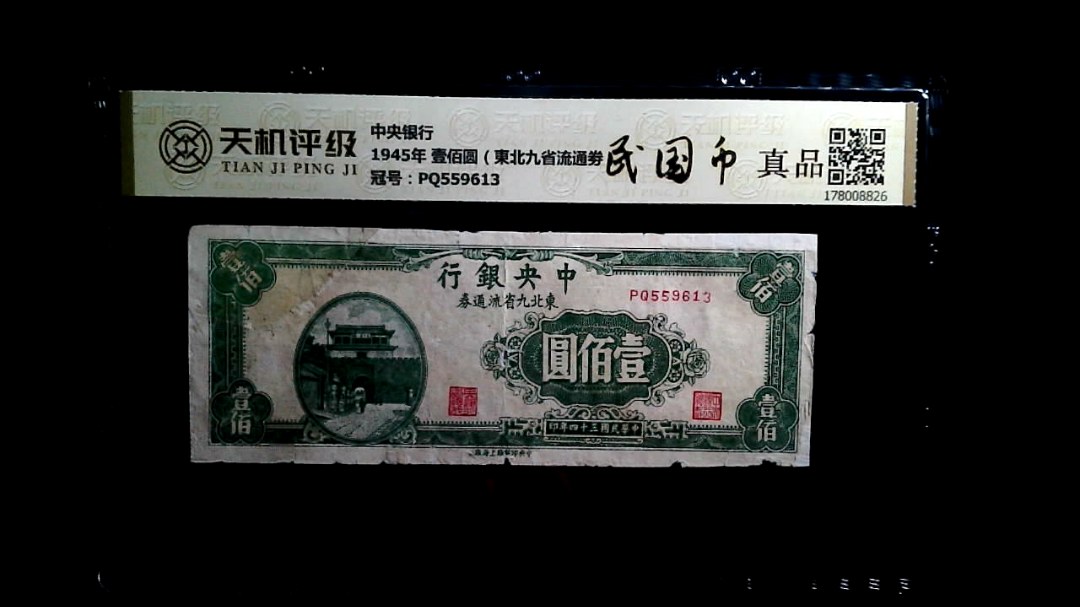 天机评级
TIAN JI PING JI
中央银行
1945年 壹佰圆（東北九省流通劵
冠号：PQ559613
民国币
真品
178008826
壹佰
行銀央中
券通流省九北東
PQ559613
壹佰
圓佰壹
壹佰
壹佰
印年四十三國民華中